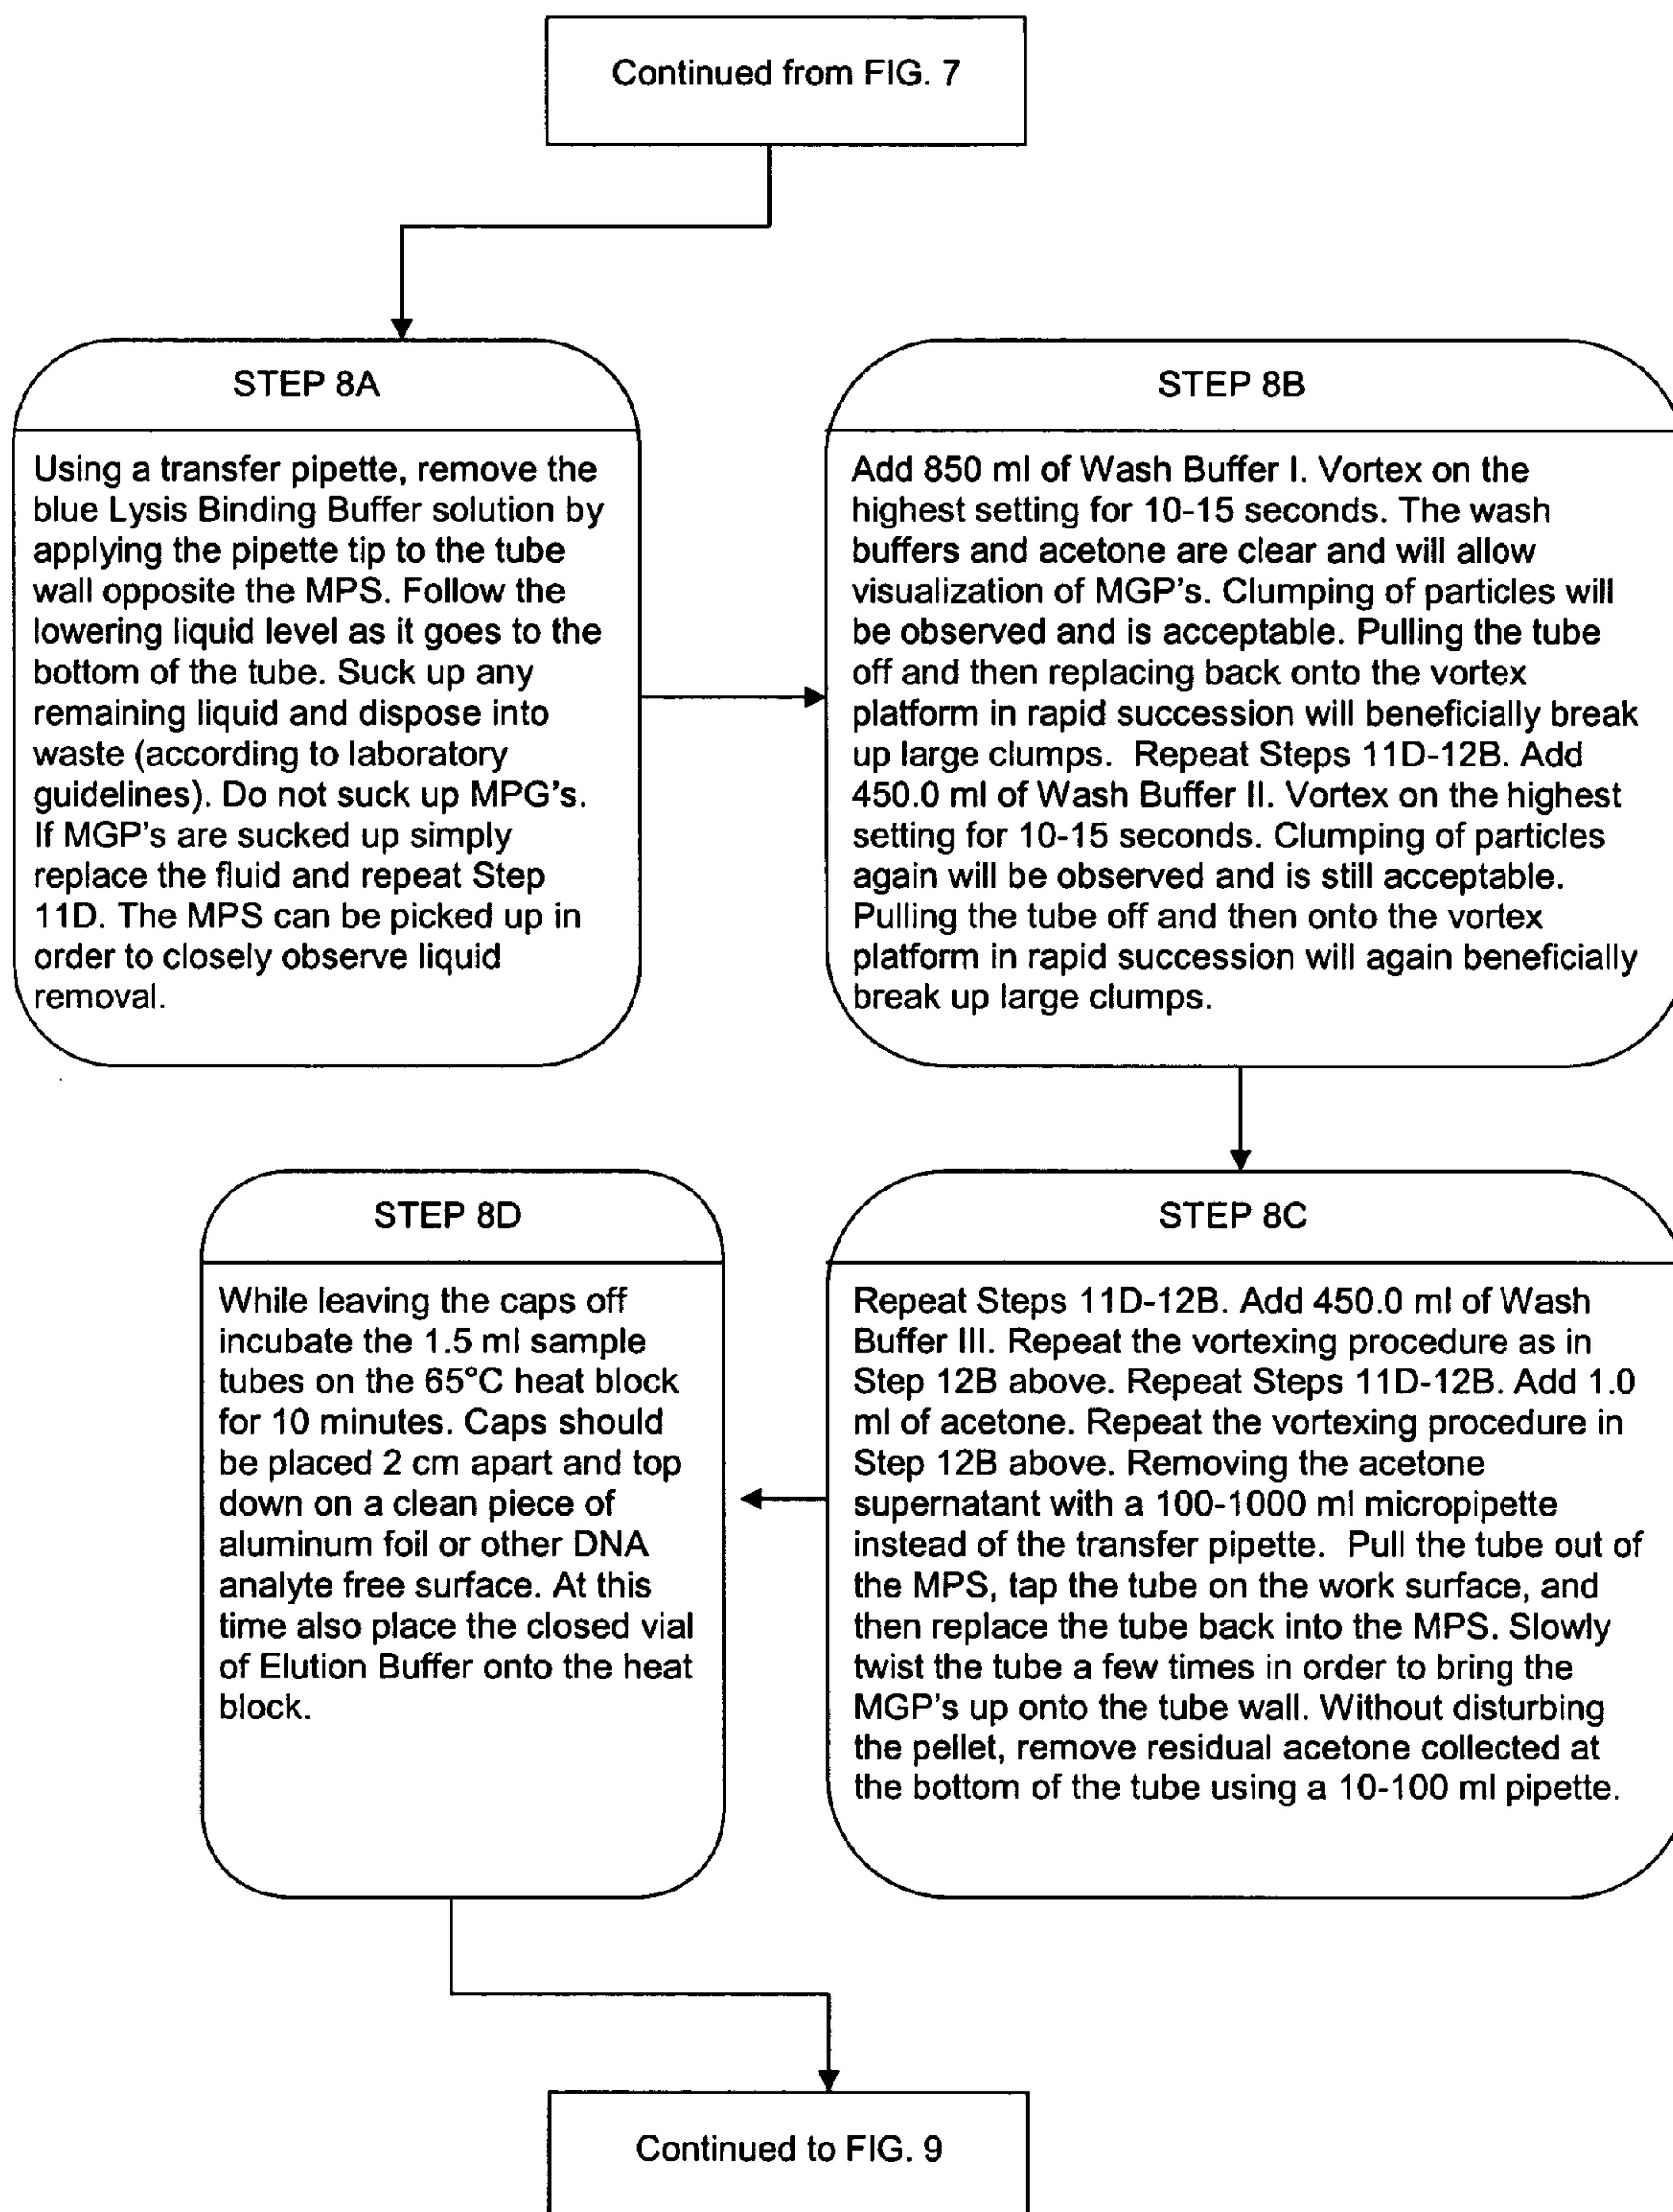 Continued from FIG. 7
STEP 8A
Using a transfer pipette, remove the
blue Lysis Binding Buffer solution by
applying the pipette tip to the tube
wall opposite the MPS. Follow the
lowering liquid level as it goes to the
bottom of the tube. Suck up any
remaining liquid and dispose into
waste (according to laboratory
guidelines). Do not suck up MPG's.
If MGP's are sucked up simply
replace the fluid and repeat Step
11D. The MPS can be picked up in
order to closely observe liquid
removal.
STEP 8B
Add 850 ml of Wash Buffer I. Vortex on the
highest setting for 10-15 seconds. The wash
buffers and acetone are clear and will allow
visualization of MGP's. Clumping of particles will
be observed and is acceptable. Pulling the tube
off and then replacing back onto the vortex
platform in rapid succession will beneficially break
up large clumps. Repeat Steps 11D-12B. Add
450.0 ml of Wash Buffer II. Vortex on the highest
setting for 10-15 seconds. Clumping of particles
again will be observed and is still acceptable.
Pulling the tube off and then onto the vortex
platform in rapid succession will again beneficially
break up large clumps.
STEP 8C
Repeat Steps 11D-12B. Add 450.0 ml of Wash
Buffer III. Repeat the vortexing procedure as in
Step 12B above. Repeat Steps 11D-12B. Add 1.0
ml of acetone. Repeat the vortexing procedure in
Step 12B above. Removing the acetone
supernatant with a 100-1000 ml micropipette
instead of the transfer pipette. Pull the tube out of
the MPS, tap the tube on the work surface, and
then replace the tube back into the MPS. Slowly
twist the tube a few times in order to bring the
MGP's up onto the tube wall. Without disturbing
the pellet, remove residual acetone collected at
the bottom of the tube using a 10-100 ml pipette.
STEP 8D
While leaving the caps off
incubate the 1.5 ml sample
tubes on the 65°C heat block
for 10 minutes. Caps should
be placed 2 cm apart and top
down on a clean piece of
aluminum foil or other DNA
analyte free surface. At this
time also place the closed vial
of Elution Buffer onto the heat
block.
Continued to FIG. 9